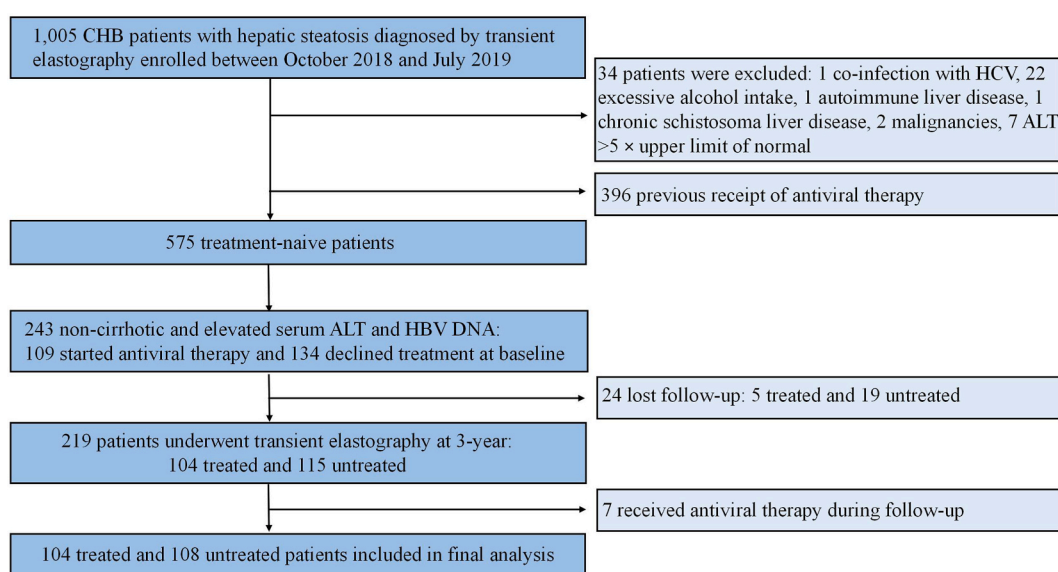 1,005 CHB patients with hepatic steatosis diagnosed by transient
elastography enrolled between October 2018 and July 2019
34 patients were excluded: 1 co-infection with HCV, 22
excessive alcohol intake, 1 autoimmune liver disease, 1
chronic schistosoma liver disease, 2 malignancies, 7 ALT
>5 × upper limit of normal
396 previous receipt of antiviral therapy
575 treatment-naive patients
243 non-cirrhotic and elevated serum ALT and HBV DNA:
109 started antiviral therapy and 134 declined treatment at baseline
24 lost follow-up: 5 treated and 19 untreated
219 patients underwent transient elastography at 3-year:
104 treated and 115 untreated
7 received antiviral therapy during follow-up
104 treated and 108 untreated patients included in final analysis